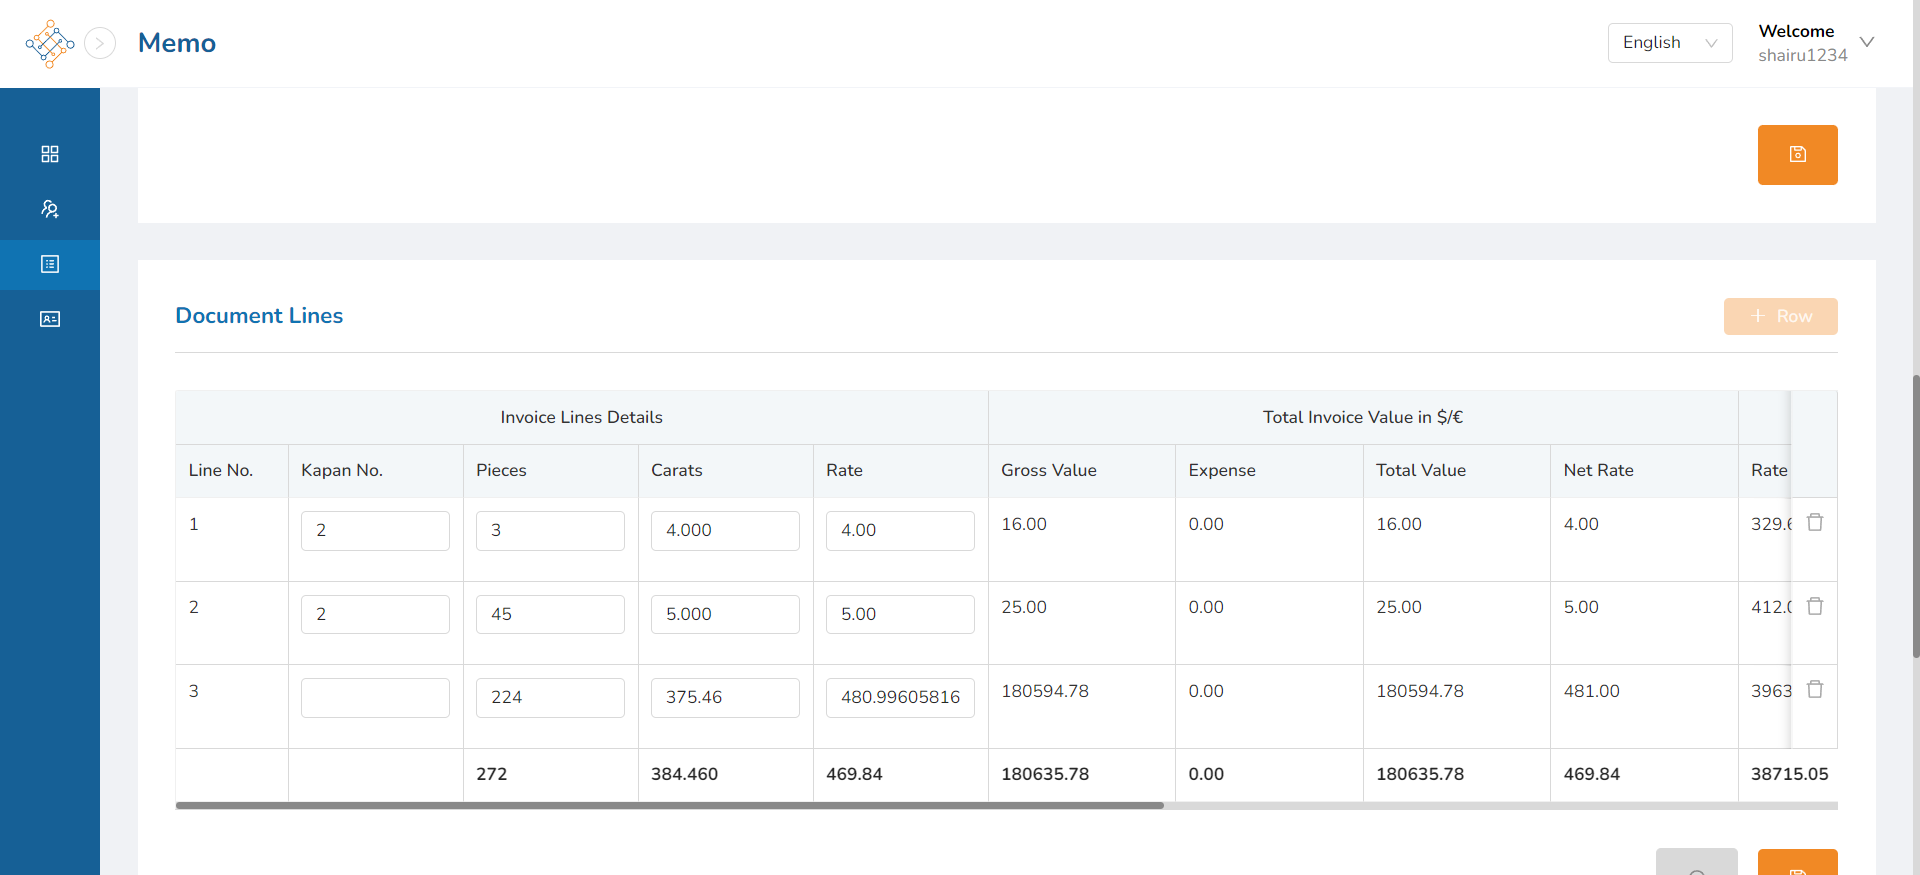 Memo
English
Welcome
shairu1234
Document Lines
+ Row
Invoice Lines Details Total Invoice Value in $/€
Line No. Kapan No. Pieces Carats Rate Gross Value Expense Total Value Net Rate Rate
1 2 3 4.000 4.00 16.00 0.00 16.00 4.00 329.6
2 2 45 5.000 5.00 25.00 0.00 25.00 5.00 412.0
3 224 375.46 480.99605816 180594.78 0.00 180594.78 481.00 3963
272 384.460 469.84 180635.78 0.00 180635.78 469.84 38715.05